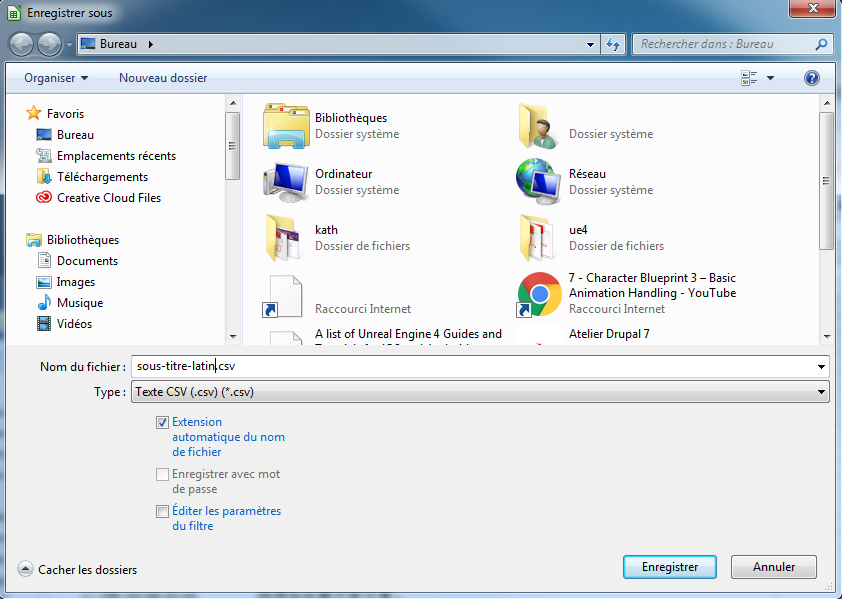 Enregistrer sous
Bureau
Rechercher dans : Bureau
Organiser
Nouveau dossier
Favoris
Bureau
Emplacements récents
Téléchargements
Creative Cloud Files
Bibliothèques
Documents
Images
Musique
Vidéos
Bibliothèques
Dossier système
Dossier système
Ordinateur
Dossier système
Réseau
Dossier système
kath
Dossier de fichiers
ue4
Dossier de fichiers
Raccourci Internet
7 - Character Blueprint 3 – Basic
Animation Handling - YouTube
Raccourci Internet
A list of Unreal Engine 4 Guides and
Atelier Drupal 7
Nom du fichier :
sous-titre-latin.csv
Type :
Texte CSV (.csv) (*.csv)
Extension
automatique du nom
de fichier
Enregistrer avec mot
de passe
Éditer les paramètres
du filtre
Cacher les dossiers
Enregistrer
Annuler